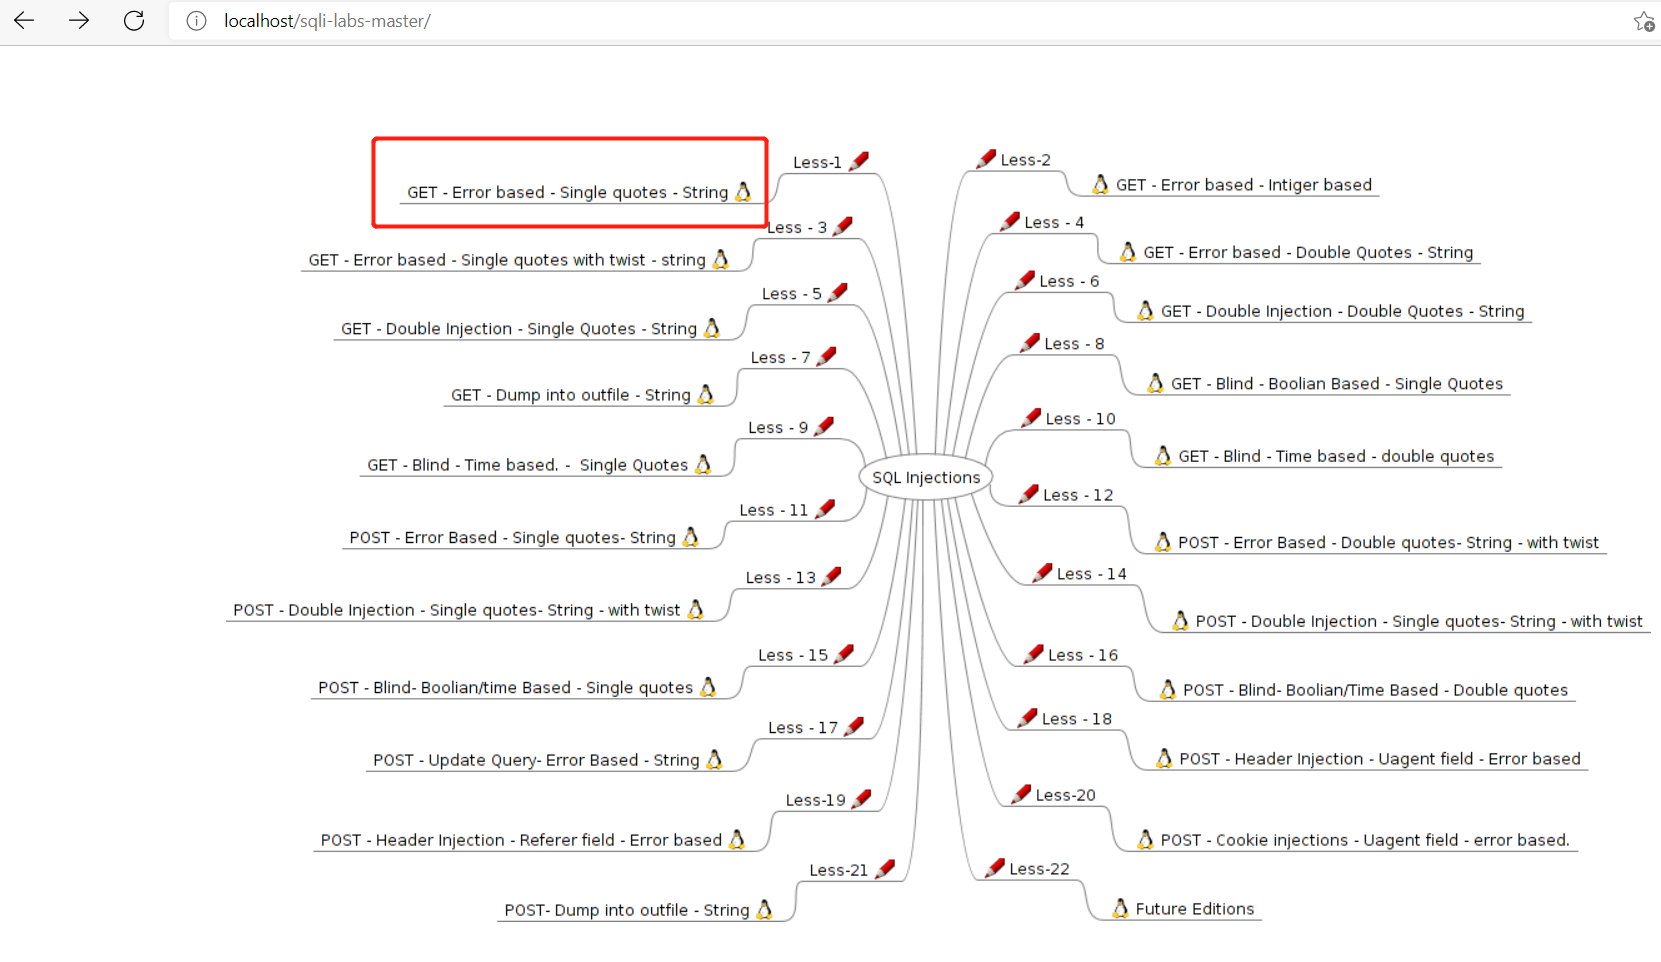 localhost/sqli-labs-master/
Less-1
GET - Error based - Single quotes - String
Less - 3
GET - Error based - Single quotes with twist - string
Less - 5
GET - Double Injection - Single Quotes - String
Less - 7
GET - Dump into outfile - String
Less - 9
GET - Blind - Time based. -  Single Quotes
Less - 11
POST - Error Based - Single quotes- String
Less - 13
POST - Double Injection - Single quotes- String - with twist
Less - 15
POST - Blind- Boolian/time Based - Single quotes
Less - 17
POST - Update Query- Error Based - String
Less-19
POST - Header Injection - Referer field - Error based
Less-21
POST- Dump into outfile - String
SQL Injections
Less-2
GET - Error based - Intiger based
Less - 4
GET - Error based - Double Quotes - String
Less - 6
GET - Double Injection - Double Quotes - String
Less - 8
GET - Blind - Boolian Based - Single Quotes
Less - 10
GET - Blind - Time based - double quotes
Less - 12
POST - Error Based - Double quotes- String - with twist
Less - 14
POST - Double Injection - Single quotes- String - with twist
Less - 16
POST - Blind- Boolian/Time Based - Double quotes
Less - 18
POST - Header Injection - Uagent field - Error based
Less-20
POST - Cookie injections - Uagent field - error based.
Less-22
Future Editions